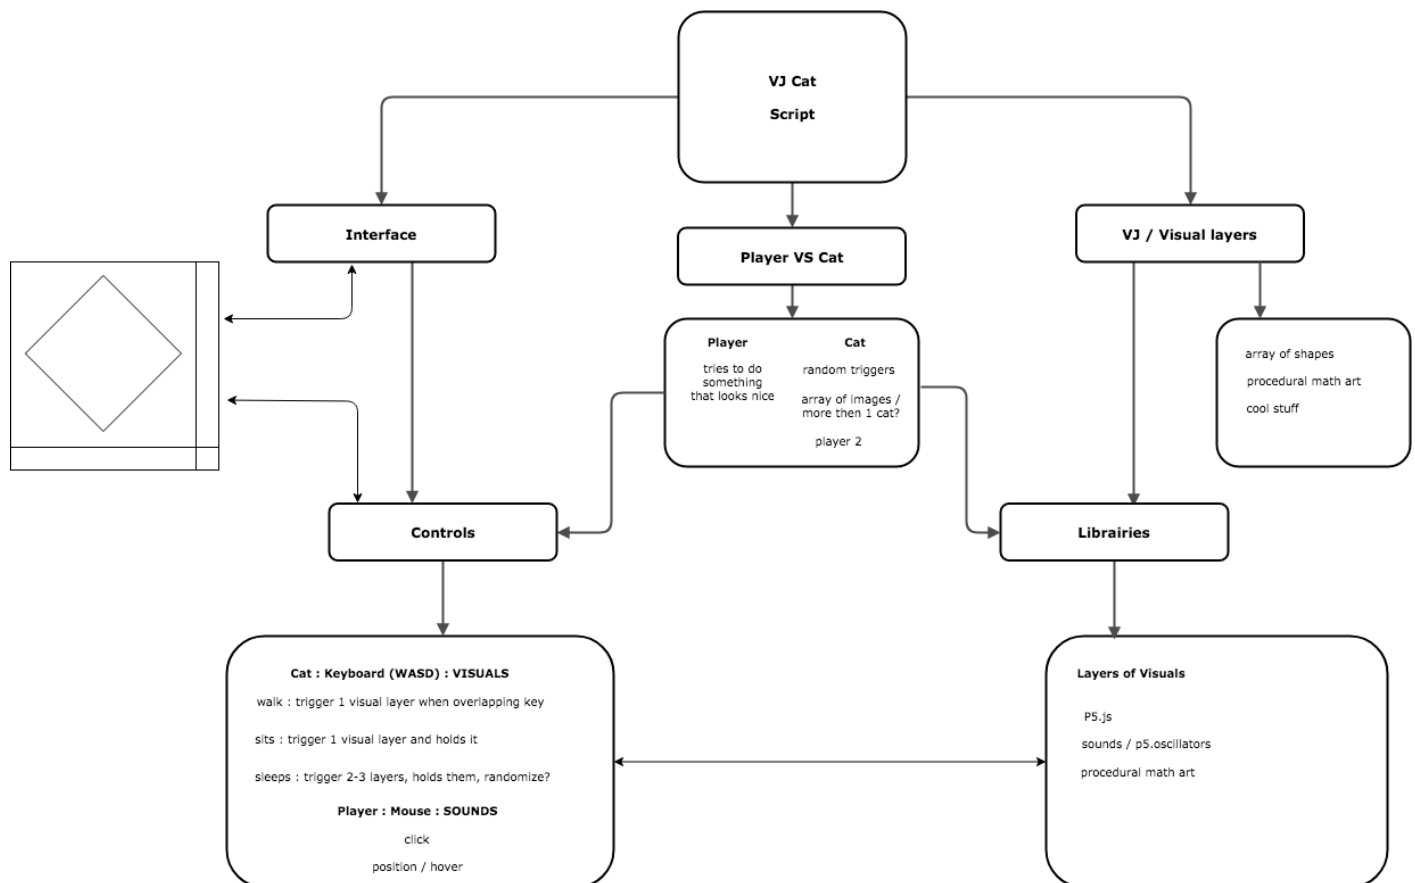 VJ Cat
Script
Interface
Player VS Cat
VJ / Visual layers
Player
tries to do
something
that looks nice
Cat
random triggers
array of images /
more then 1 cat?
player 2
array of shapes
procedural math art
cool stuff
Controls
Librairies
Cat : Keyboard (WASD) : VISUALS
walk : trigger 1 visual layer when overlapping key
sits : trigger 1 visual layer and holds it
sleeps : trigger 2-3 layers, holds them, randomize?
Player : Mouse : SOUNDS
click
position / hover
Layers of Visuals
P5.js
sounds / p5.oscillators
procedural math art